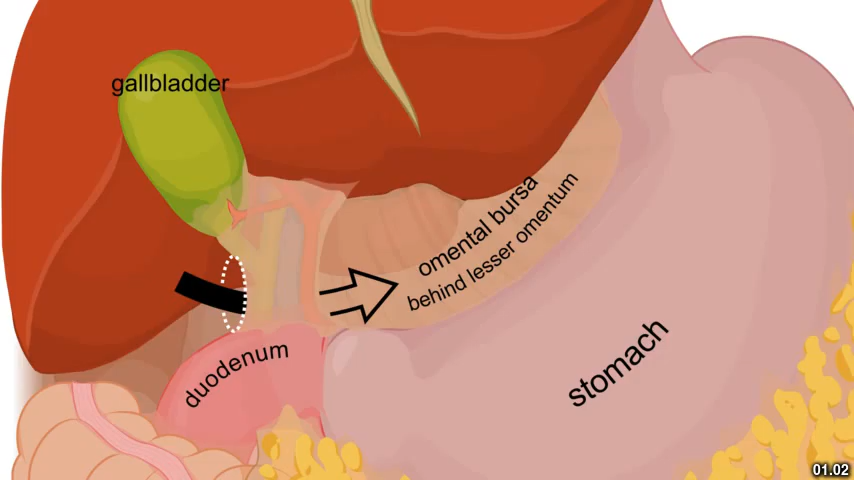 gallbladder
omental bursa
behind lesser omentum
duodenum
stomach
01.02